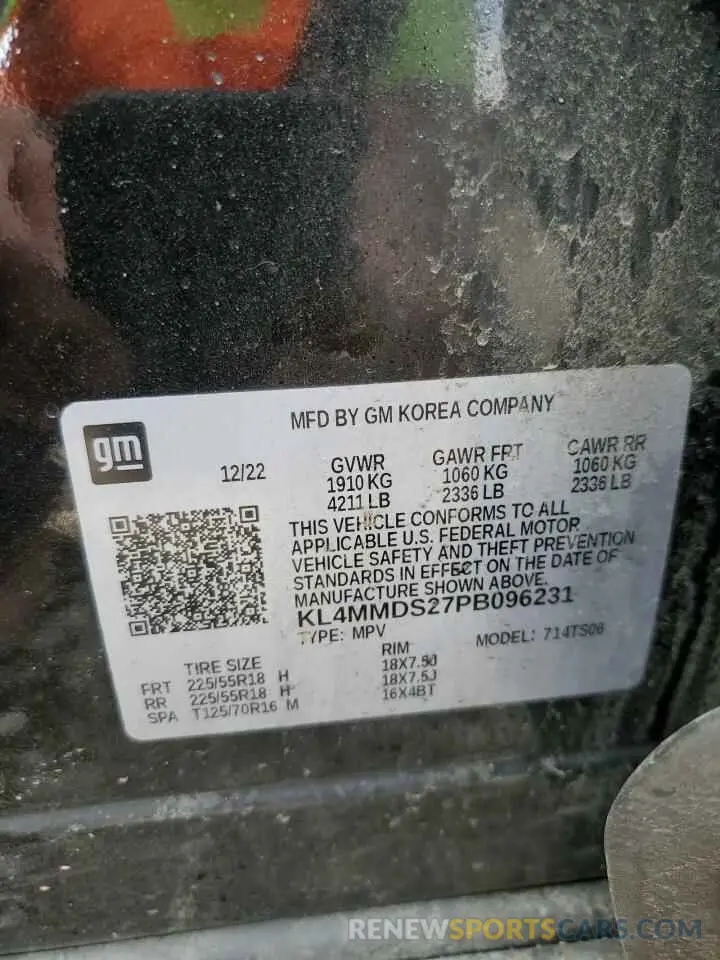 MFD BY GM KOREA COMPANY
gm
12/22
GVWR
1910 KG
4211 LB
GAWR FRT
1060 KG
2336 LB
GAWR RR
1060 KG
2336 LB
THIS VEHICLE CONFORMS TO ALL
APPLICABLE U.S. FEDERAL MOTOR
VEHICLE SAFETY AND THEFT PREVENTION
STANDARDS IN EFFECT ON THE DATE OF
MANUFACTURE SHOWN ABOVE.
KL4MMDS27PB096231
TYPE: MPV
MODEL: 714TS06
TIRE SIZE RIM
FRT 225/55R18 H 18X7.5J
RR 225/55R18 H 18X7.5J
SPA T125/70R16 M 16X4BT
RENEWSPORTSCARS.COM